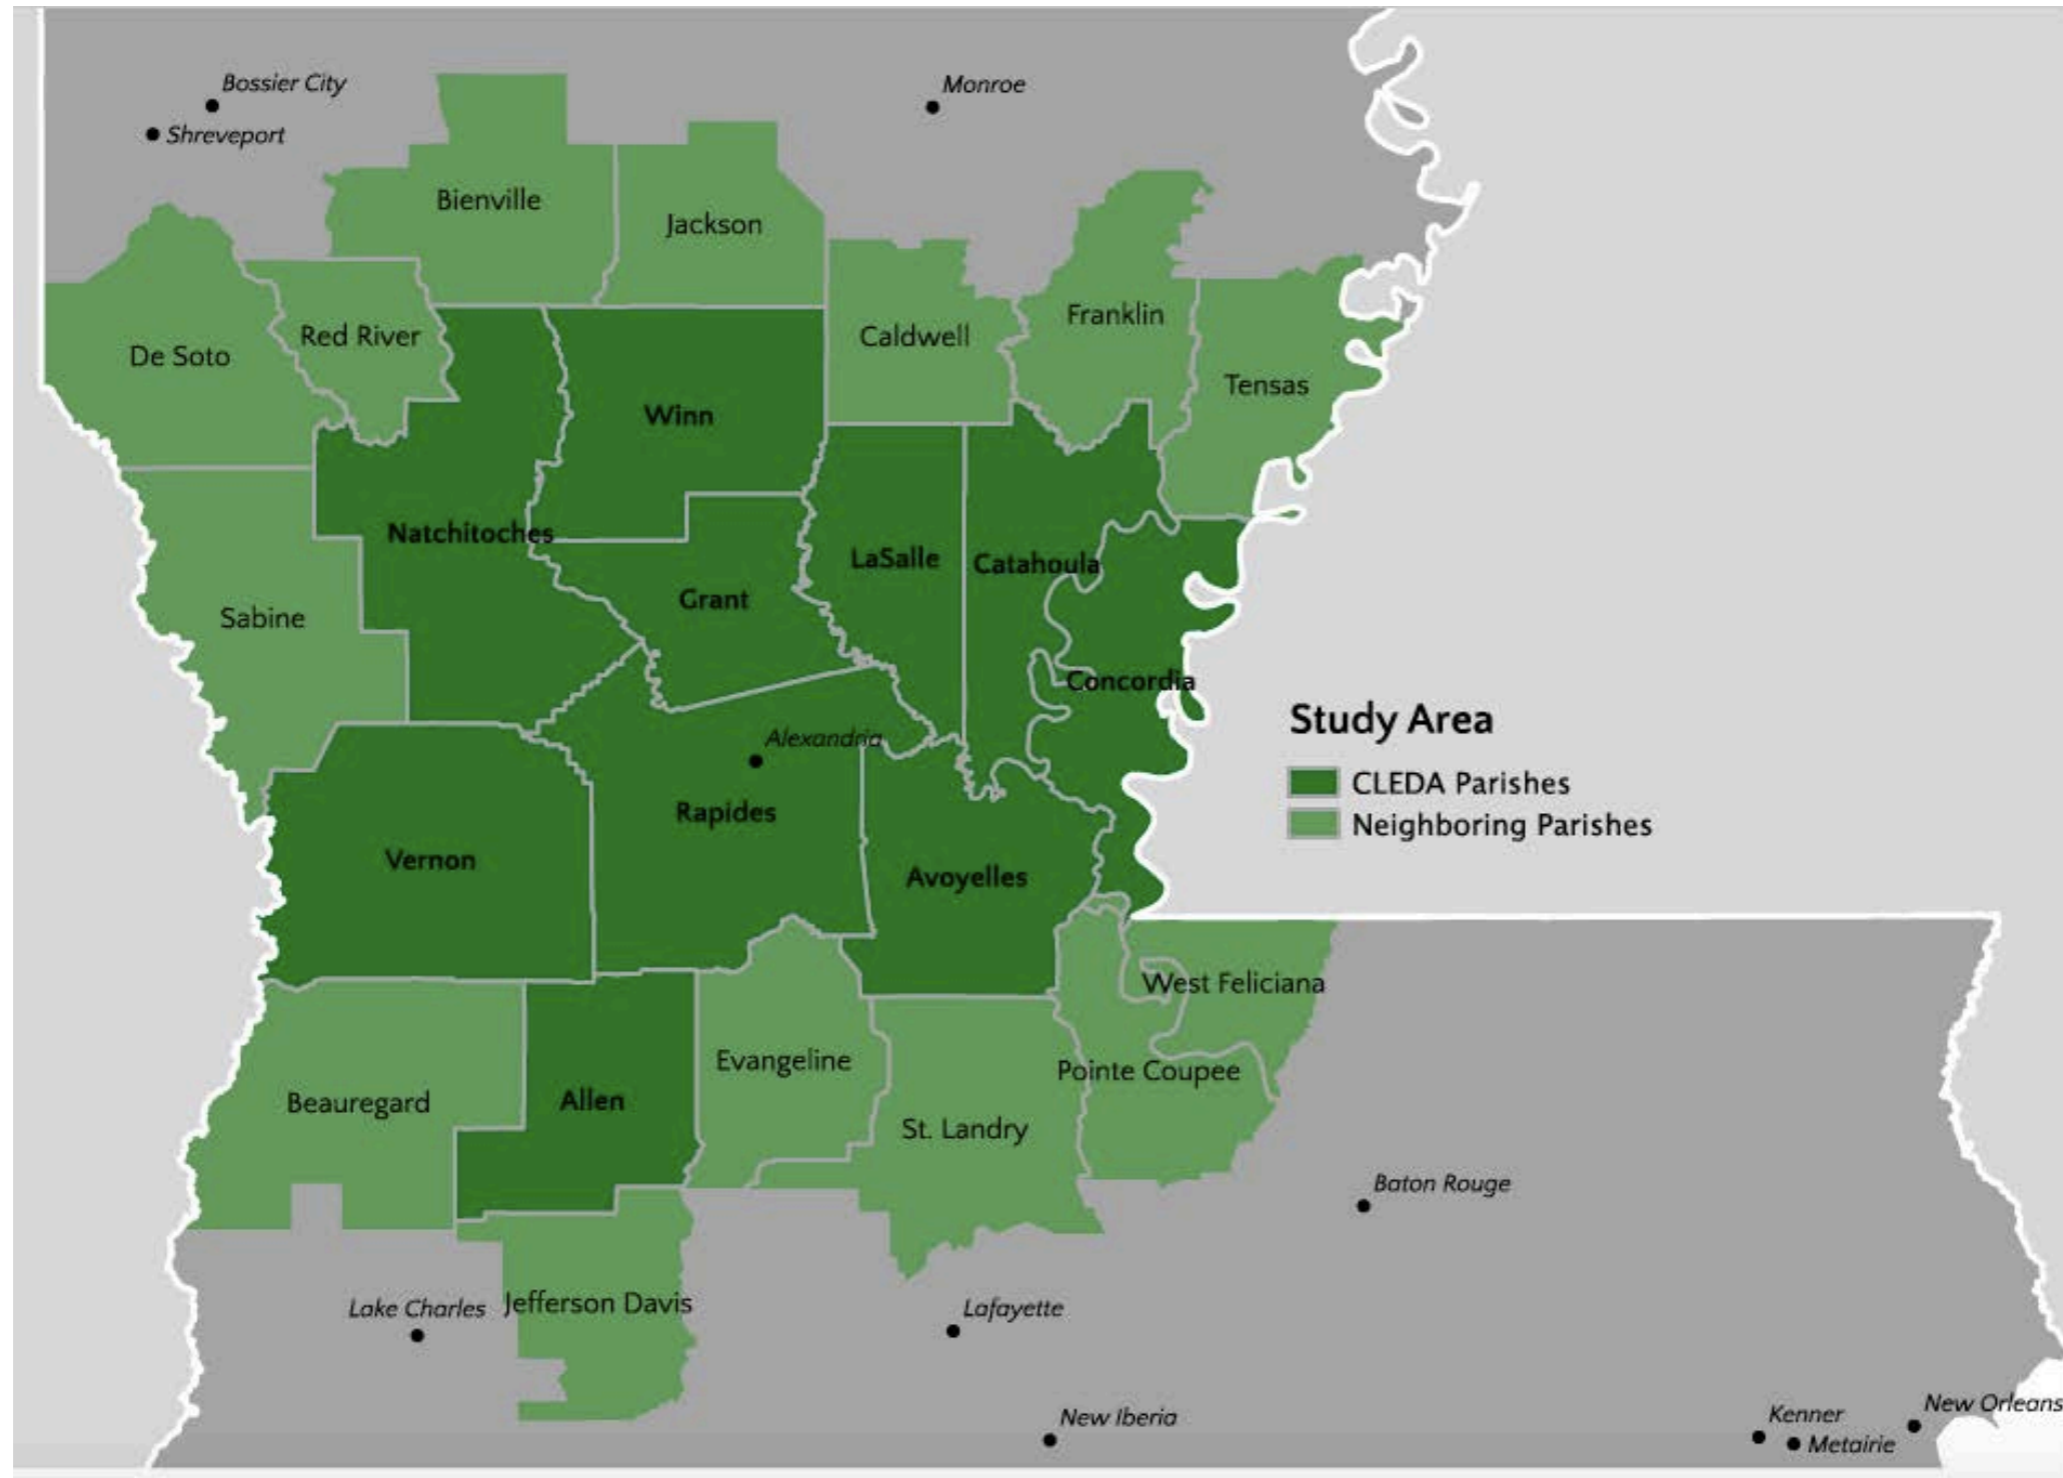 Bossier City
Monroe
Shreveport
Bienville
Jackson
Franklin
Red River
Caldwell
De Soto
Tensas
Winn
Natchitoches
LaSalle
Catahoula
Grant
Sabine
Concordia
Study Area
Alexandria
CLEDA Parishes
Rapides
Neighboring Parishes
Vernon
Avoyelles
West Feliciana
Evangeline
Pointe Coupee
Beauregard
Allen
St. Landry
Baton Rouge
Lake Charles
Jefferson Davis
Lafayette
New Iberia
Kenner
New Orleans
Metairie